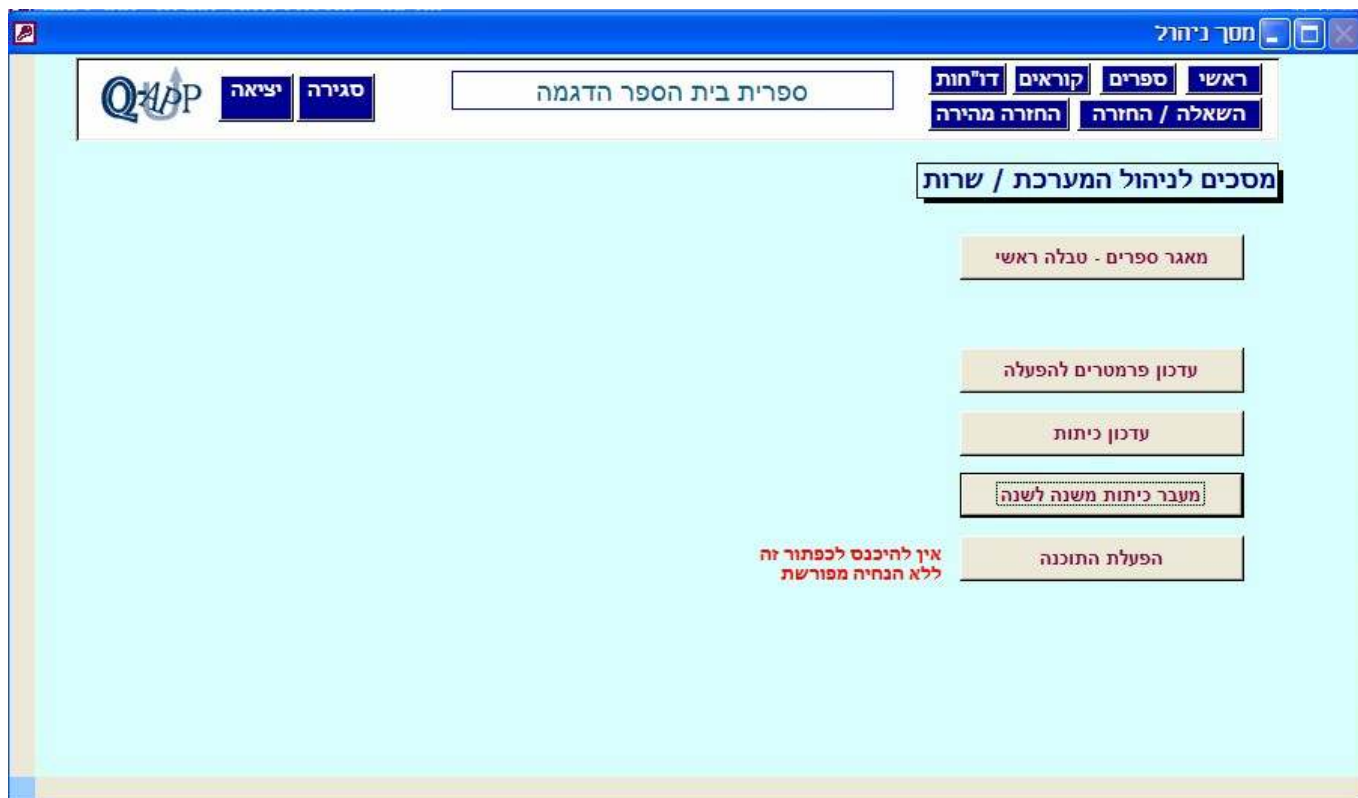 מסך ניהול
ראשי ספרים קוראים דו"חות
השאלה / החזרה החזרה מהירה
ספרית בית הספר הדגמה
סגירה יציאה
Q-APP
מסכים לניהול המערכת / שרות
מאגר ספרים - טבלה ראשי
עדכון פרמטרים להפעלה
עדכון כיתות
מעבר כיתות משנה לשנה
הפעלת התוכנה
אין להיכנס לכפתור זה
ללא הנחיה מפורשת